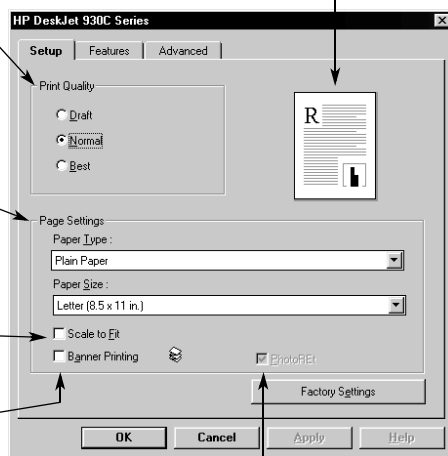 HP DeskJet 930C Series
Setup Features Advanced
Print Quality
Draft
Normal
Best
R
Page Settings
Paper Type :
Plain Paper
Paper Size :
Letter (8.5 x 11 in.)
Scale to Fit
Banner Printing PhotoREt
Factory Settings
OK Cancel Apply Help